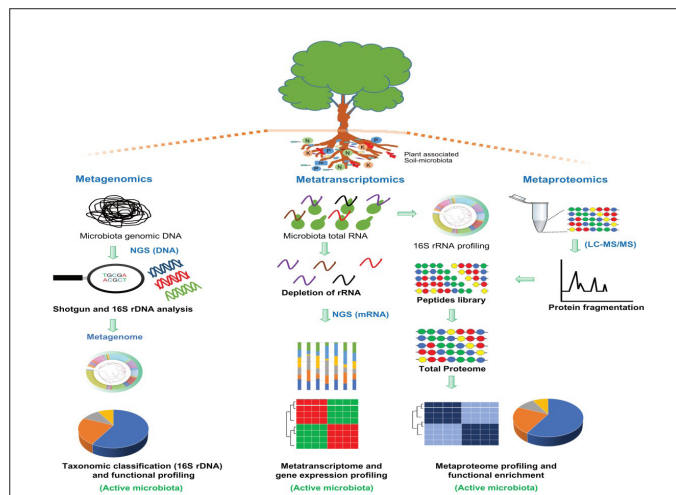 N
P
K
Plant associated
Soil-microbiota
Metagenomics
Metatranscriptomics
Metaproteomics
Microbiota genomic DNA
Microbiota total RNA
16S rRNA profiling
NGS (DNA)
(LC-MS/MS)
TGCGA
ACGCT
Depletion of rRNA
Peptides library
Protein fragmentation
Shotgun and 16S rDNA analysis
NGS (mRNA)
Metagenome
Total Proteome
Taxonomic classification (16S rDNA)
and functional profiling
(Active microbiota)
Metatranscriptome and
gene expression profiling
(Active microbiota)
Metaproteome profiling and
functional enrichment
(Active microbiota)